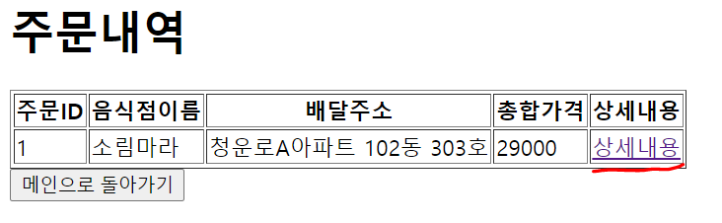 주문내역
주문ID 음식점이름 배달주소 총합가격 상세내용
1 소림마라 청운로A아파트 102동 303호 29000 상세내용
메인으로 돌아가기